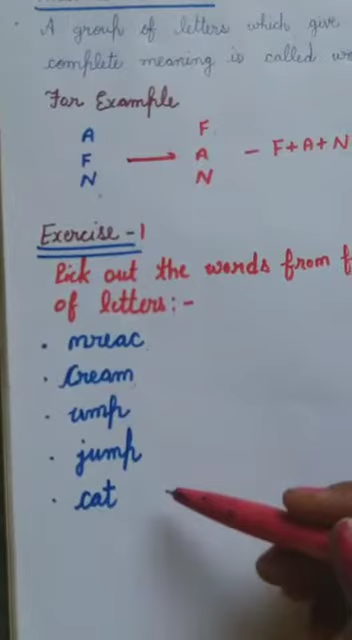 A group of letters which give
complete meaning is called
For Example
A
F
N
F
A
N
- F+A+N
Exercise-1
Pick out the words from
of letters:-
• mreac
• Cream
• ump
• jump
• cat